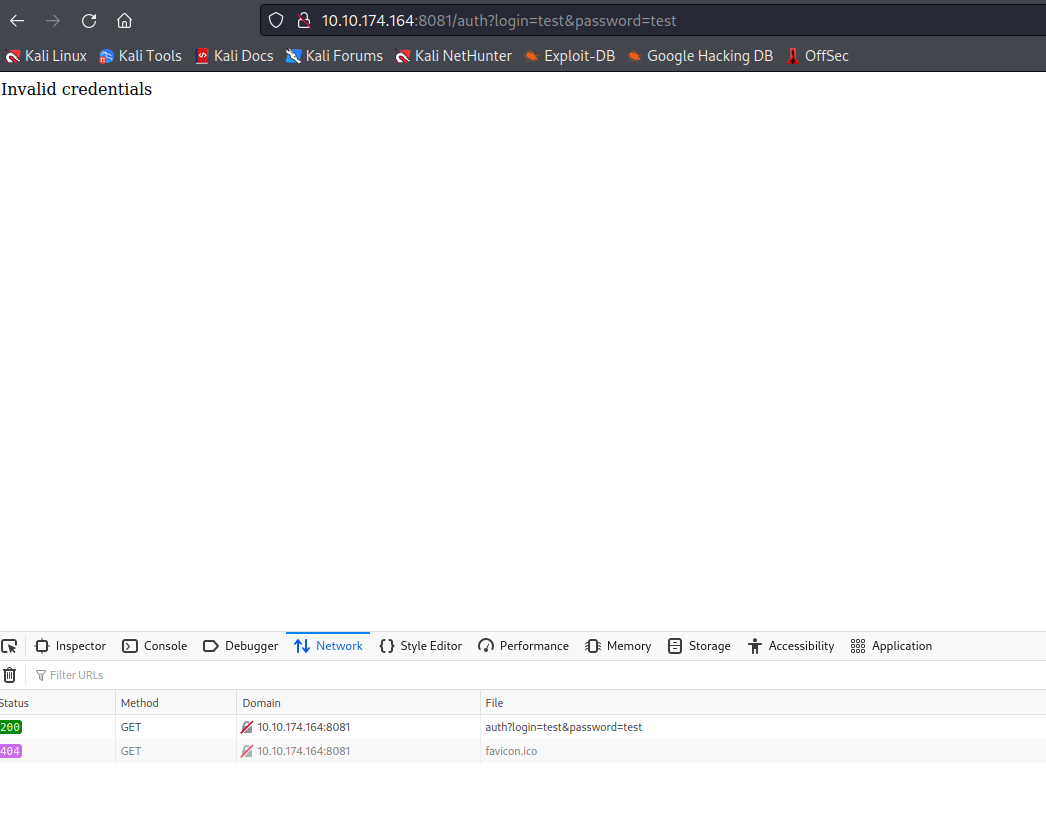 10.10.174.164:8081/auth?login=test&password=test
Kali Linux Kali Tools Kali Docs Kali Forums Kali NetHunter Exploit-DB Google Hacking DB OffSec
Invalid credentials
Inspector Console Debugger Network Style Editor Performance Memory Storage Accessibility Application
Filter URLs
Status Method Domain File
200 GET 10.10.174.164:8081 auth?login=test&password=test
404 GET 10.10.174.164:8081 favicon.ico